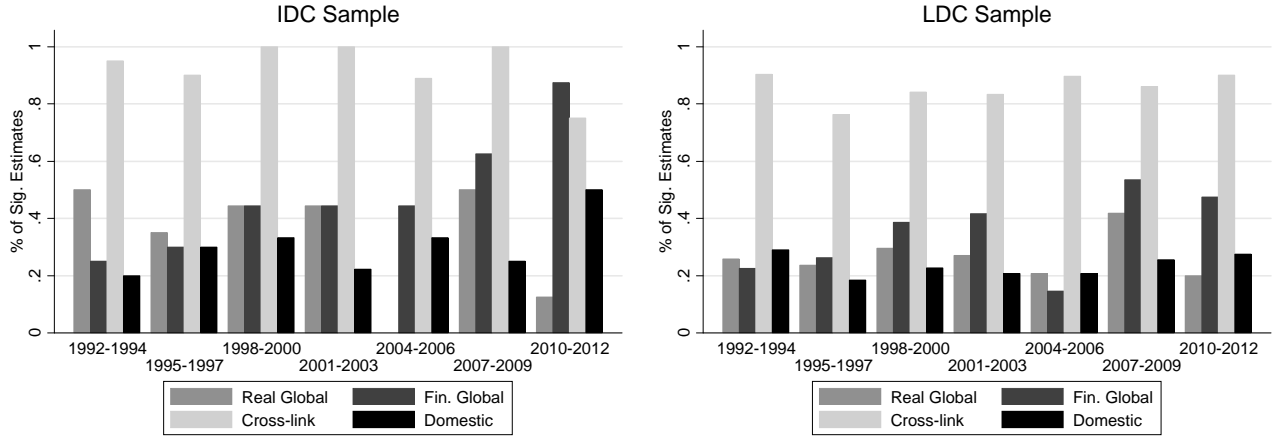 IDC Sample
% of Sig. Estimates
0 .2 .4 .6 .8 1
1992-1994 1998-2000 2004-2006 2010-2012
1995-1997 2001-2003 2007-2009
Real Global Fin. Global
Cross-link Domestic
LDC Sample
% of Sig. Estimates
0 .2 .4 .6 .8 1
1992-1994 1998-2000 2004-2006 2010-2012
1995-1997 2001-2003 2007-2009
Real Global Fin. Global
Cross-link Domestic